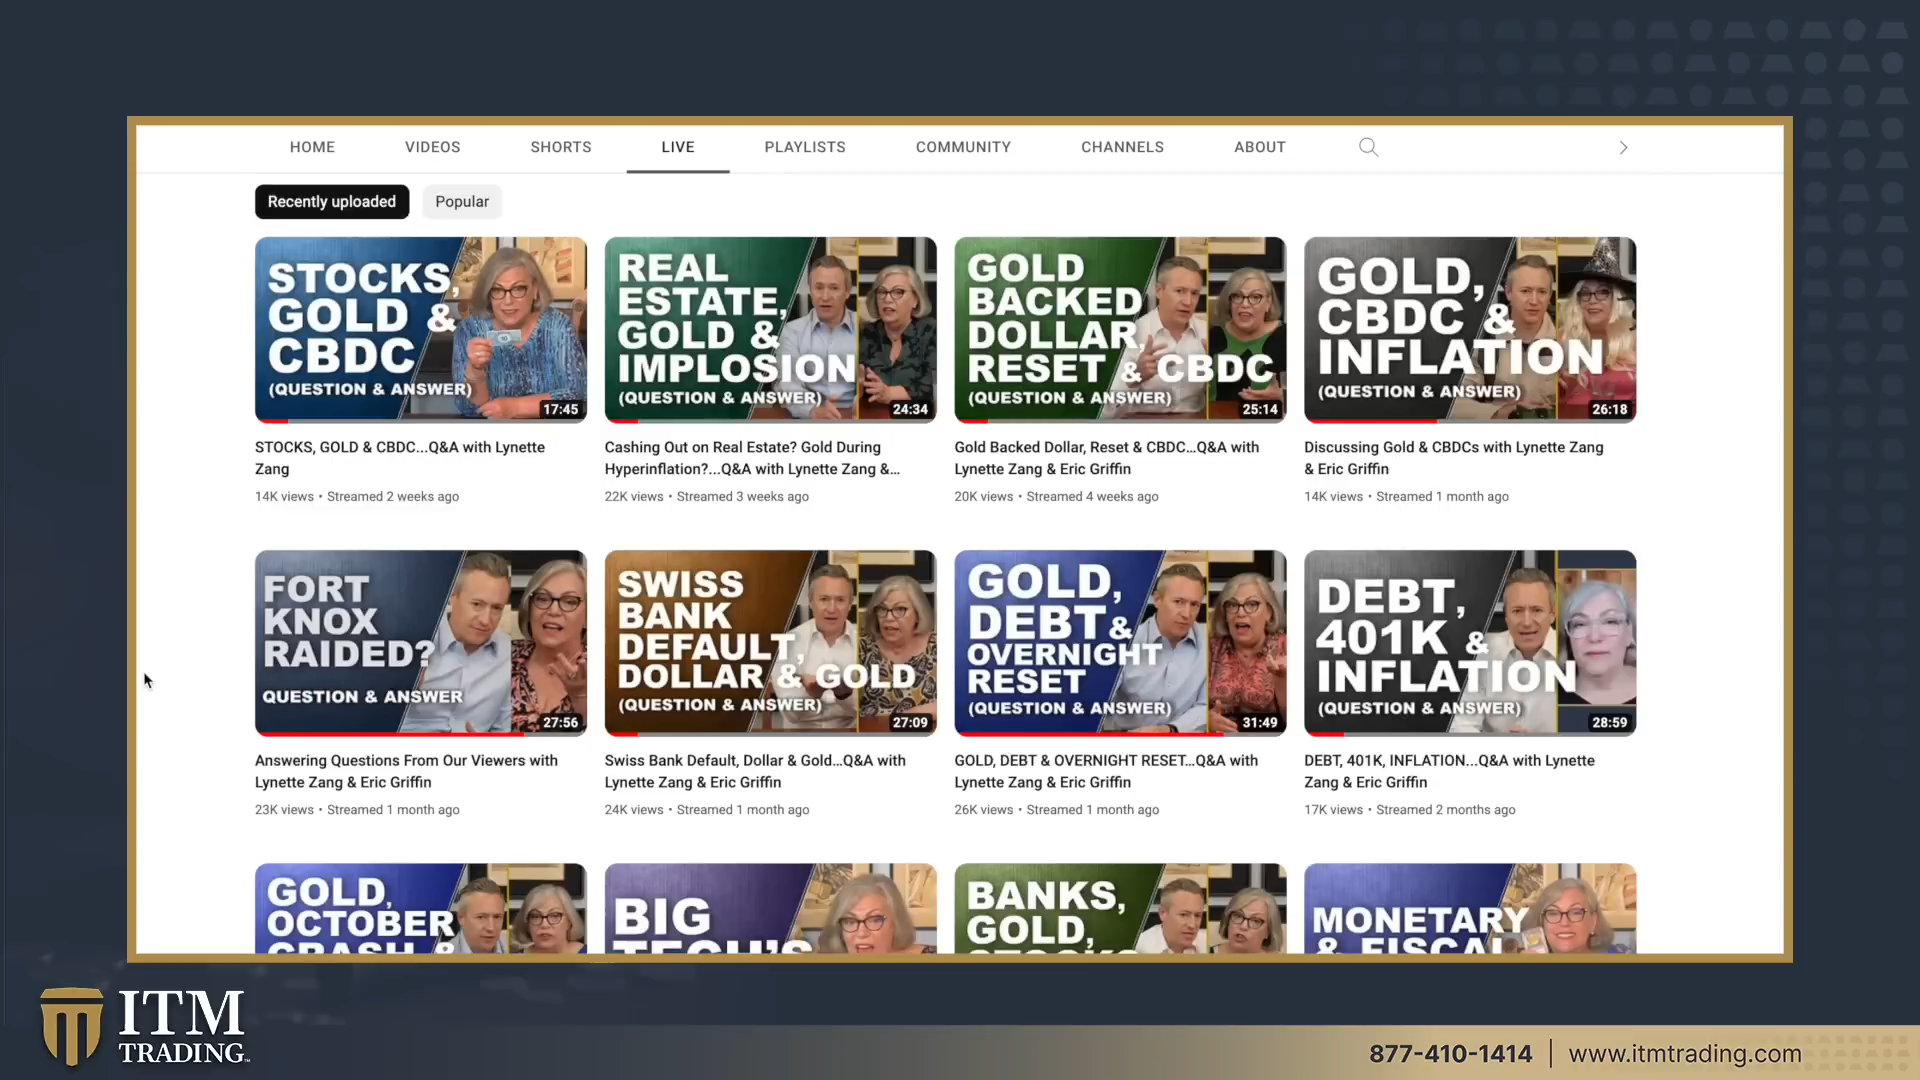 HOME VIDEOS SHORTS LIVE PLAYLISTS COMMUNITY CHANNELS ABOUT
Recently uploaded Popular
STOCKS,
GOLD &
CBDC
(QUESTION & ANSWER)
17:45
STOCKS, GOLD & CBDC...Q&A with Lynette
Zang
14K views • Streamed 2 weeks ago
REAL
ESTATE,
GOLD &
IMPLOSION
(QUESTION & ANSWER)
24:34
Cashing Out on Real Estate? Gold During
Hyperinflation?...Q&A with Lynette Zang &...
22K views • Streamed 3 weeks ago
GOLD
BACKED
DOLLAR,
RESET & CBDC
(QUESTION & ANSWER)
25:14
Gold Backed Dollar, Reset & CBDC...Q&A with
Lynette Zang & Eric Griffin
20K views • Streamed 4 weeks ago
GOLD,
CBDC &
INFLATION
(QUESTION & ANSWER)
26:18
Discussing Gold & CBDCs with Lynette Zang
& Eric Griffin
14K views • Streamed 1 month ago
FORT
KNOX
RAIDED?
QUESTION & ANSWER
27:56
Answering Questions From Our Viewers with
Lynette Zang & Eric Griffin
23K views • Streamed 1 month ago
SWISS
BANK
DEFAULT,
DOLLAR & GOLD
(QUESTION & ANSWER)
27:09
Swiss Bank Default, Dollar & Gold...Q&A with
Lynette Zang & Eric Griffin
24K views • Streamed 1 month ago
GOLD,
DEBT &
OVERNIGHT
RESET
(QUESTION & ANSWER)
31:49
GOLD, DEBT & OVERNIGHT RESET...Q&A with
Lynette Zang & Eric Griffin
26K views • Streamed 1 month ago
DEBT,
401K &
INFLATION
(QUESTION & ANSWER)
28:59
DEBT, 401K, INFLATION...Q&A with Lynette
Zang & Eric Griffin
17K views • Streamed 2 months ago
GOLD,
OCTOBER
CRASH &
BIG
TECH'S
BANKS,
GOLD,
STOCKS
MONETARY
& FISCAL
ITM
TRADING
877-410-1414 | www.itmtrading.com